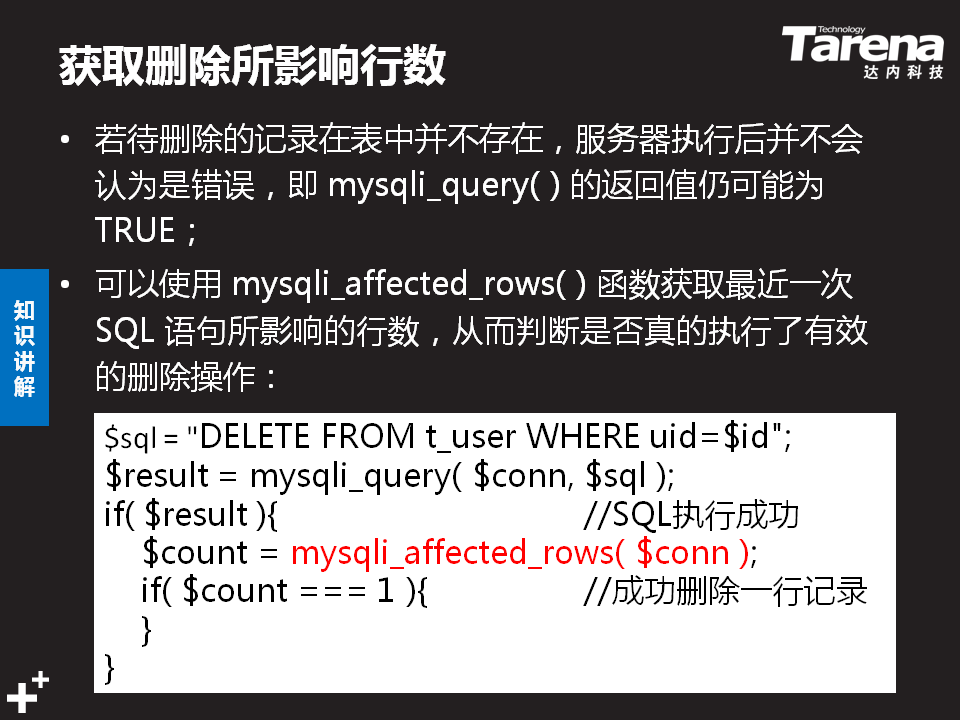 获取删除所影响行数
Technology
Tarena
达内科技
• 若待删除的记录在表中并不存在，服务器执行后并不会
认为是错误，即 mysqli_query( ) 的返回值仍可能为
TRUE；
• 可以使用 mysqli_affected_rows( ) 函数获取最近一次
SQL 语句所影响的行数，从而判断是否真的执行了有效
的删除操作：
知识讲解
$sql = "DELETE FROM t_user WHERE uid=$id";
$result = mysqli_query( $conn, $sql );
if( $result ){ //SQL执行成功
$count = mysqli_affected_rows( $conn );
if( $count === 1 ){ //成功删除一行记录
}
}